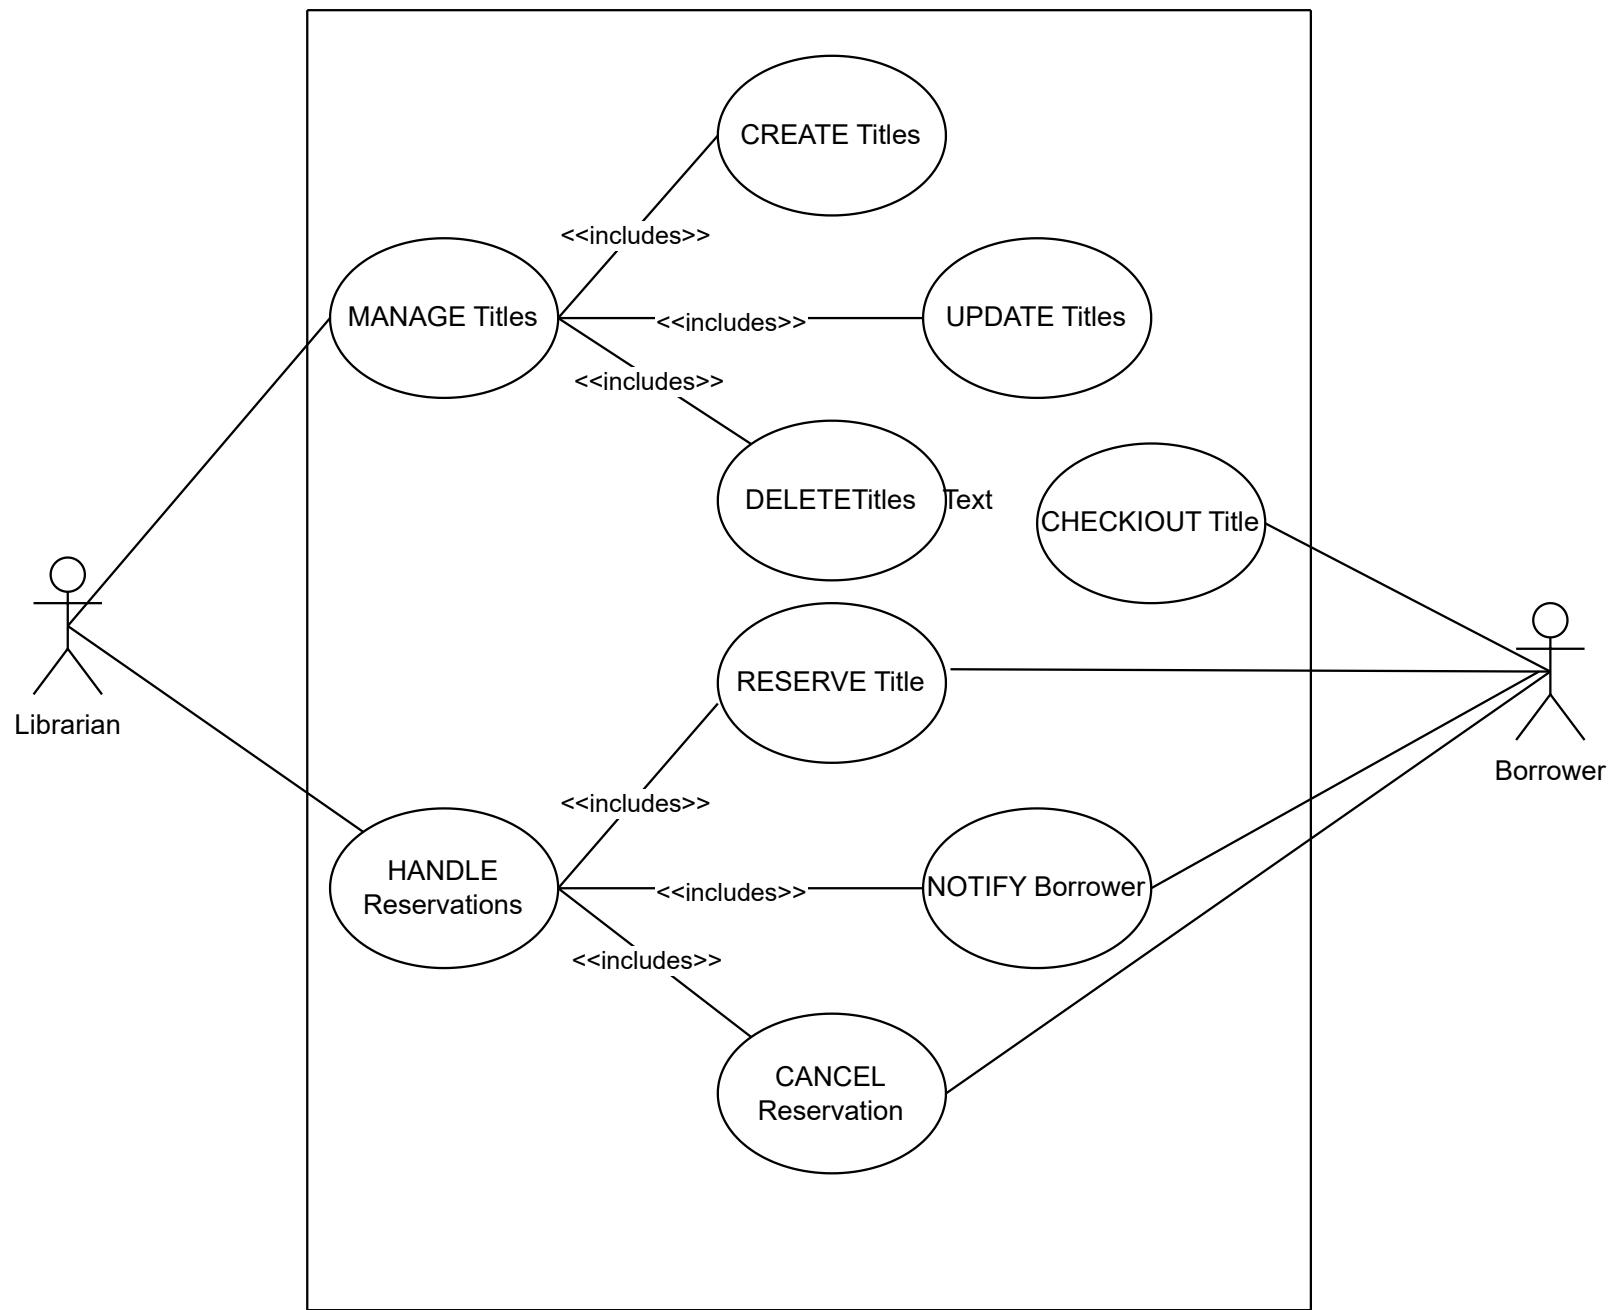 CREATE Titles
<<includes>>
MANAGE Titles
<<includes>>
UPDATE Titles
<<includes>>
DELETETitles
Text
CHECKIOUT Title
RESERVE Title
Librarian
Borrower
<<includes>>
HANDLE
Reservations
<<includes>>
NOTIFY Borrower
<<includes>>
CANCEL
Reservation